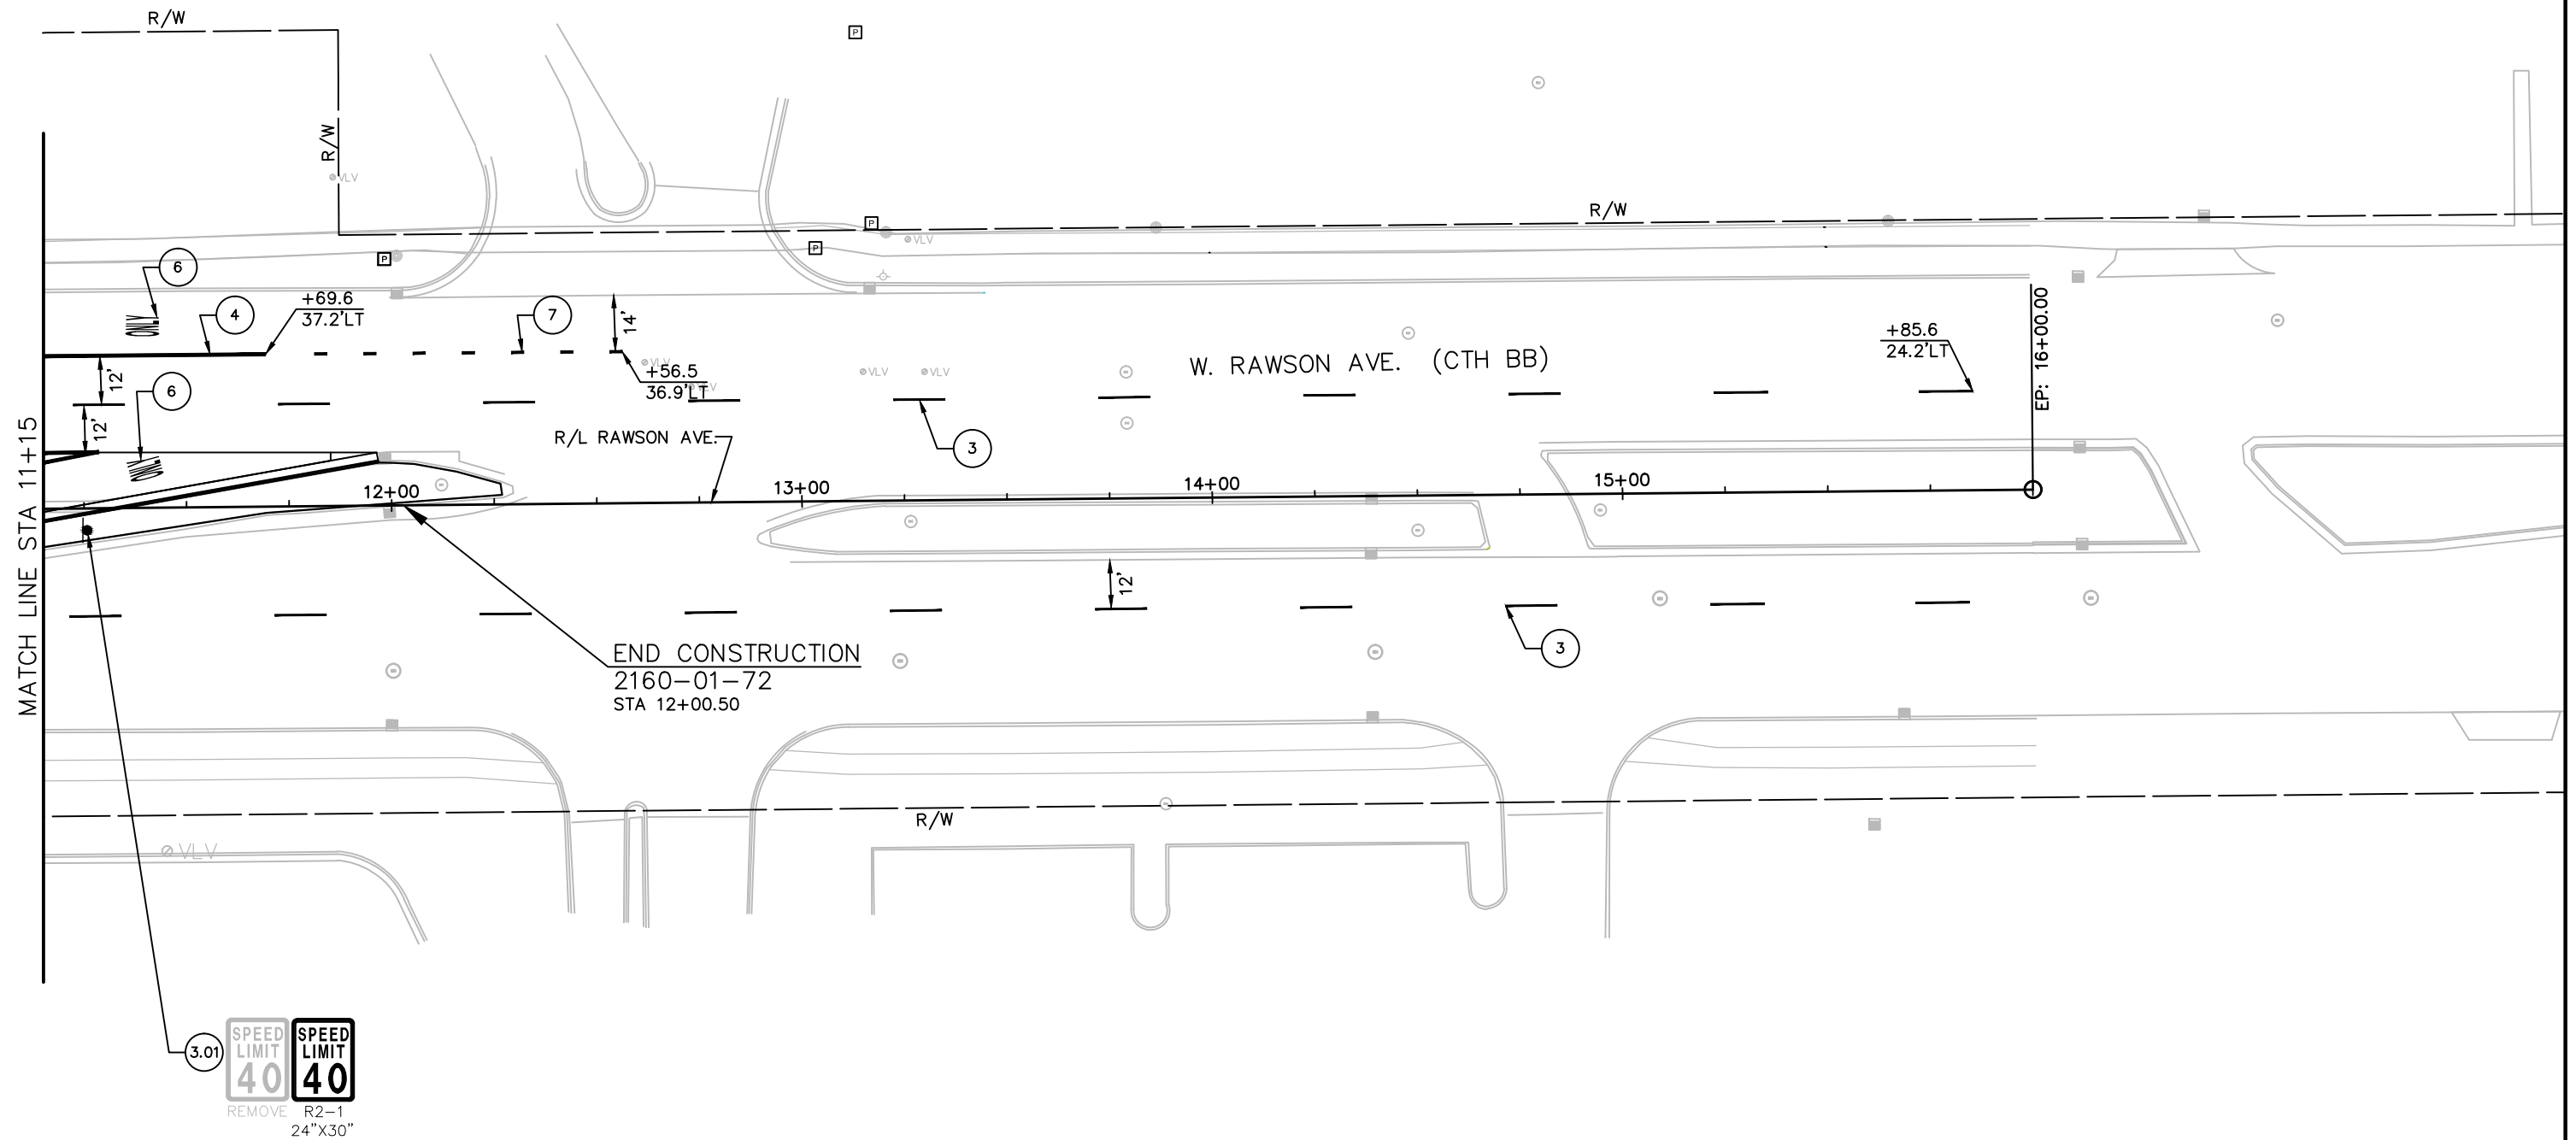 R/W
P
R/W
VLV
R/W
P
VLV
P
P
6
+69.6
37.2'LT
4
7
14'
EP: 16+00.00
+85.6
24.2'LT
W. RAWSON AVE. (CTH BB)
VLV
+56.5
36.9'LT
VLV
VLV
VLV
12'
6
12'
R/L RAWSON AVE.
3
MATCH LINE STA 11+15
12+00
13+00
14+00
15+00
12'
3
END CONSTRUCTION
2160-01-72
STA 12+00.50
R/W
VLV
3.01
SPEED
LIMIT
40
REMOVE
SPEED
LIMIT
40
R2-1
24"X30"